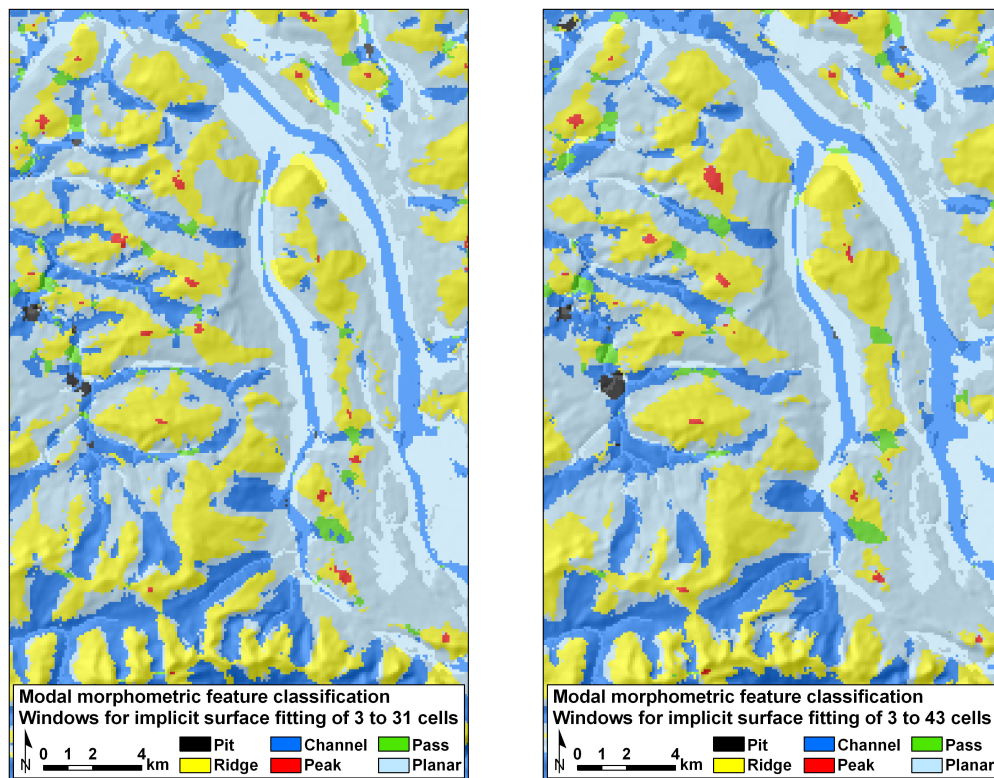 Modal morphometric feature classification
Windows for implicit surface fitting of 3 to 31 cells
N 0 1 2 4 km
Pit Channel Pass
Ridge Peak Planar
Modal morphometric feature classification
Windows for implicit surface fitting of 3 to 43 cells
N 0 1 2 4 km
Pit Channel Pass
Ridge Peak Planar